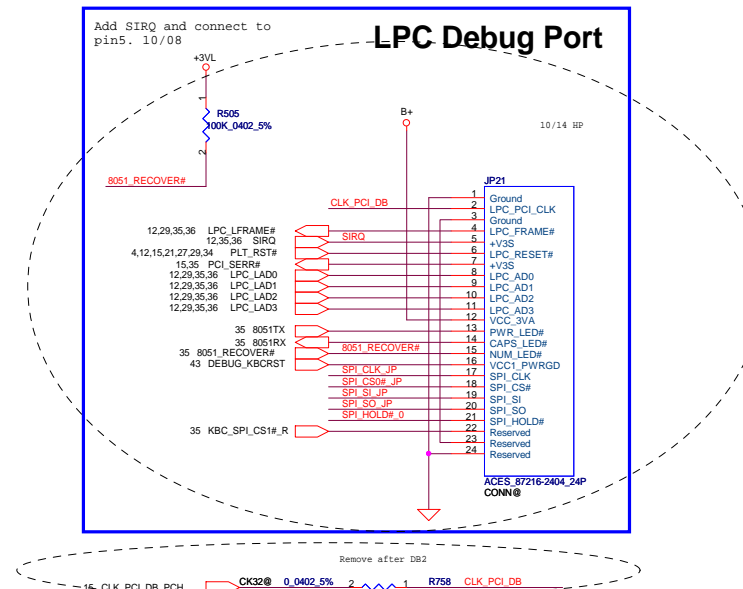 Add SIRQ and connect to
pin5. 10/08
LPC Debug Port
+3VL
1
R505
100K_0402_5%
2
8051_RECOVER#
B+
10/14 HP
JP21
CLK_PCI_DB
1 Ground
2 LPC_PCI_CLK
3 Ground
12,29,35,36 LPC_LFRAME# 4 LPC_FRAME#
12,35,36 SIRQ SIRQ 5 +V3S
4,12,15,21,27,29,34 PLT_RST# 6 LPC_RESET#
15,35 PCI_SERR# 7 +V3S
12,29,35,36 LPC_LAD0 8 LPC_AD0
12,29,35,36 LPC_LAD1 9 LPC_AD1
12,29,35,36 LPC_LAD2 10 LPC_AD2
12,29,35,36 LPC_LAD3 11 LPC_AD3
12 VCC_3VA
35 8051TX 13 PWR_LED#
35 8051RX 14 CAPS_LED#
35 8051_RECOVER# 8051_RECOVER# 15 NUM_LED#
43 DEBUG_KBCRST 16 VCC1_PWRGD
SPI_CLK_JP 17 SPI_CLK
SPI_CS0#_JP 18 SPI_CS#
SPI_SI_JP 19 SPI_SI
SPI_SO_JP 20 SPI_SO
SPI_HOLD#_0 21 SPI_HOLD#
35 KBC_SPI_CS1#_R 22 Reserved
23 Reserved
24 Reserved
ACES_87216-2404_24P
CONN@
Remove after DB2
15 CLK_PCI_DB_PCH CK32@ 0_0402_5% 2 1 R758 CLK_PCI_DB